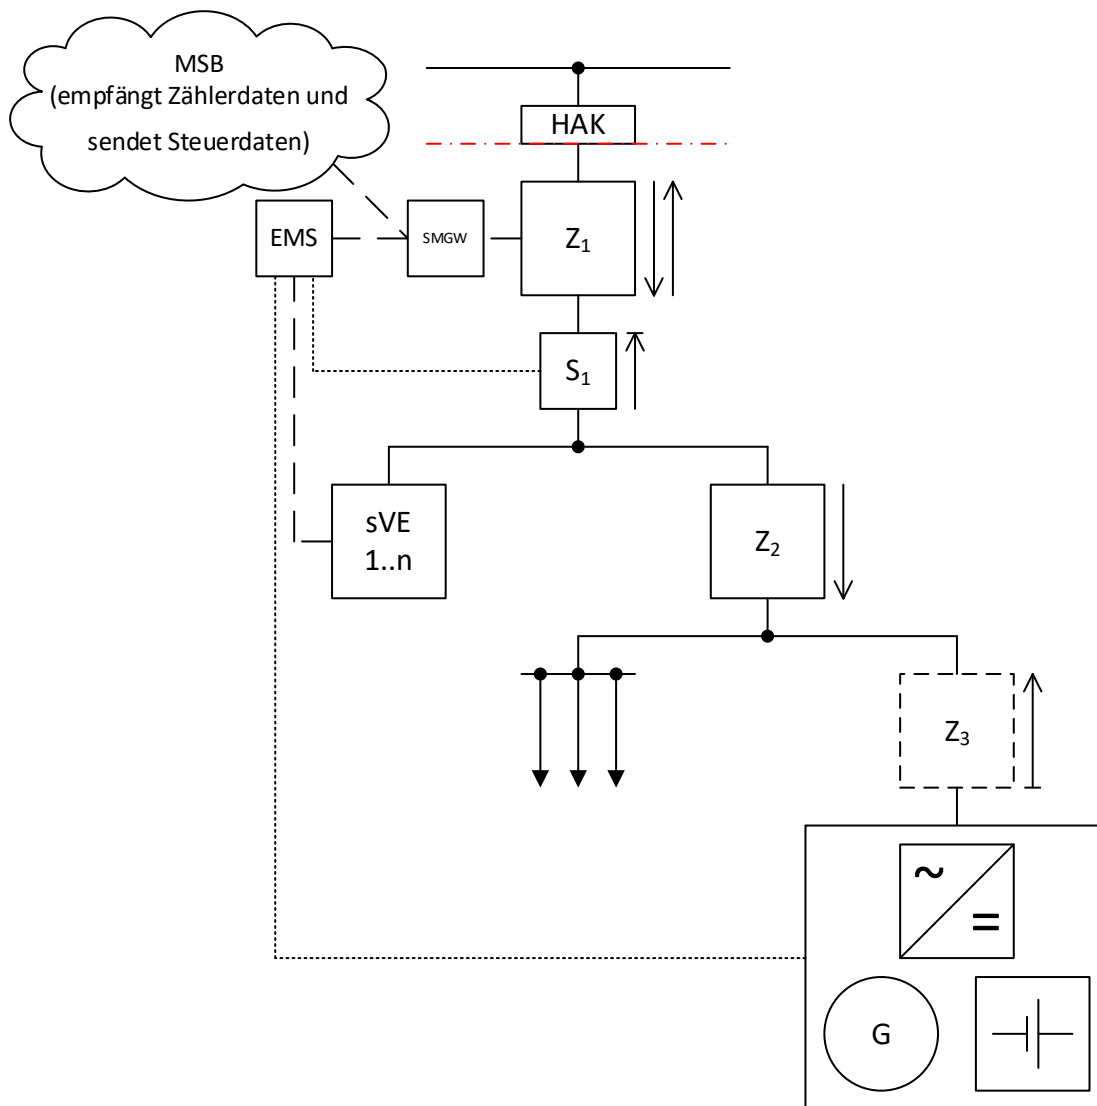 MSB
(empfängt Zählerdaten und
sendet Steuerdaten)
HAK
EMS
SMGW
Z₁
S₁
sVE
1..n
Z₂
Z₃
~
=
G